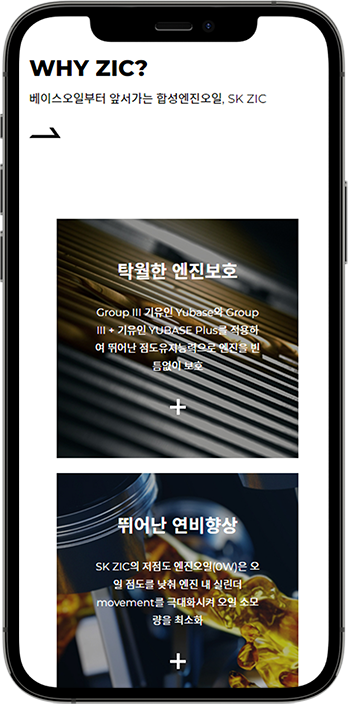 WHY ZIC?
베이스오일부터 앞서가는 합성엔진오일, SK ZIC
탁월한 엔진보호
Group III 기유인 Yubase와 Group
III + 기유인 YUBASE Plus를 적용하
여 뛰어난 점도유지능력으로 엔진을 빈
틈없이 보호
뛰어난 연비향상
SK ZIC의 저점도 엔진오일(0W)은 오
일 점도를 낮춰 엔진 내 실린더
movement를 극대화시켜 오일 소모
량을 최소화